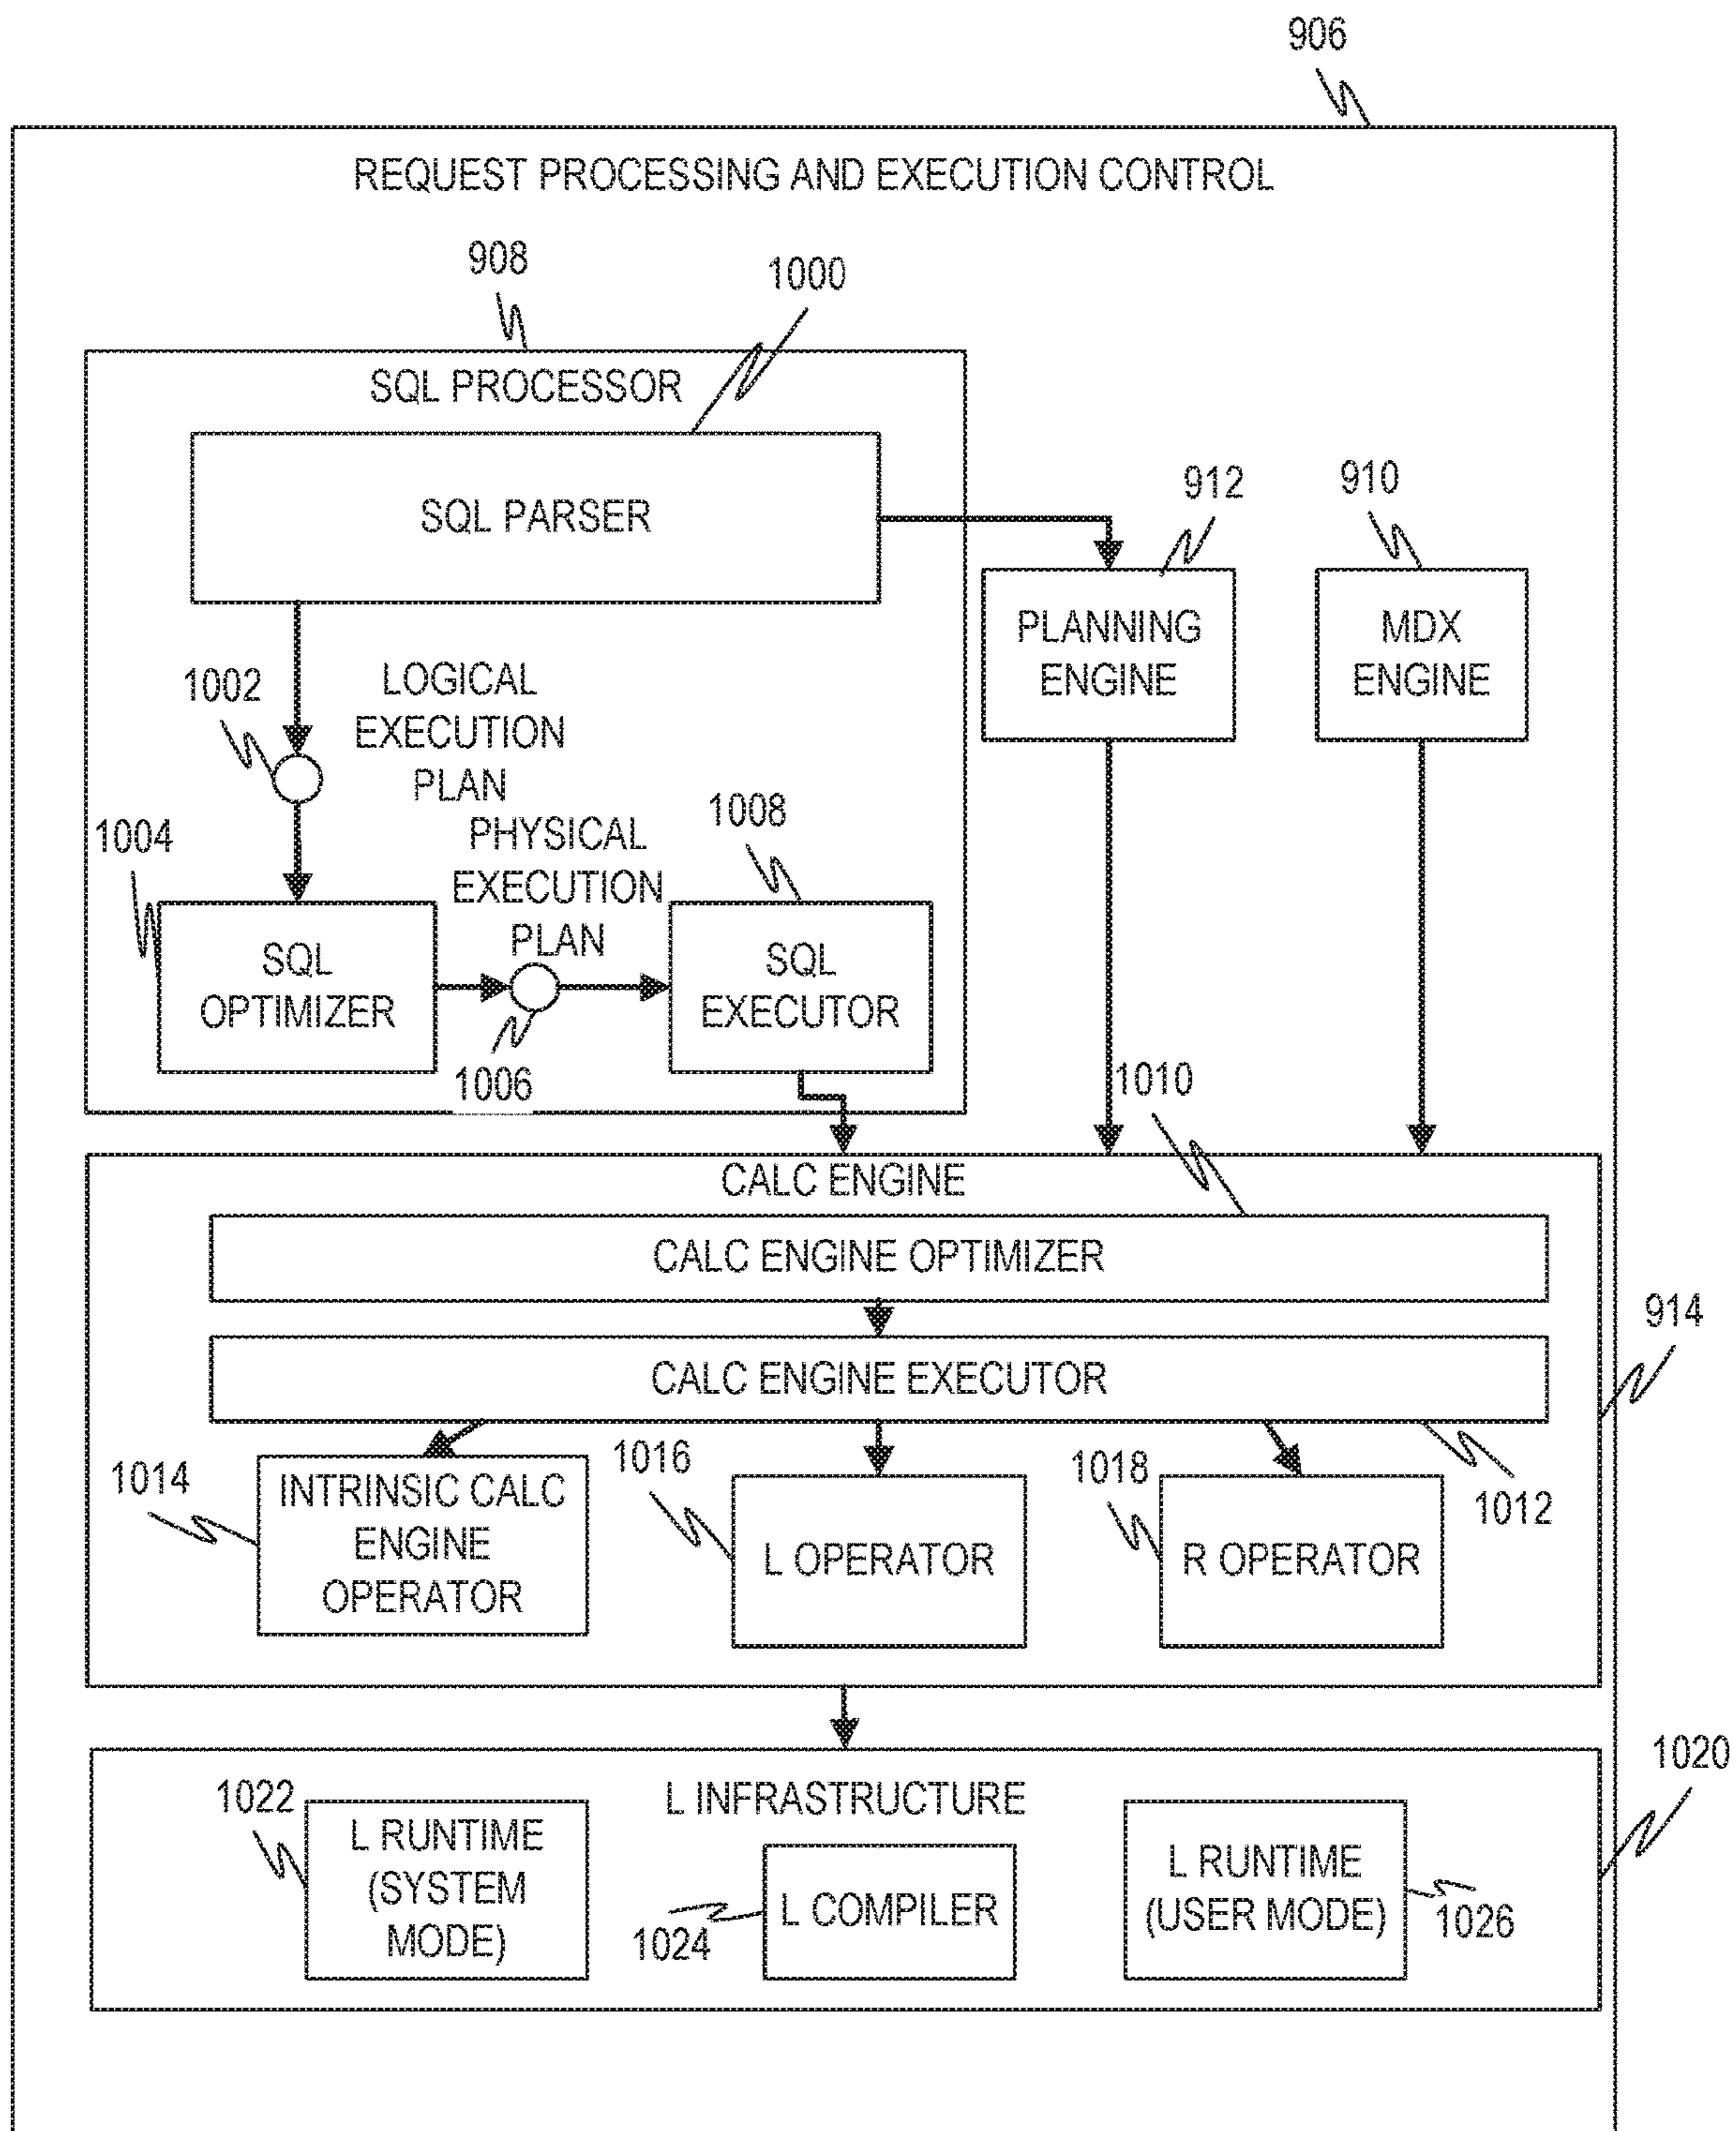 906
REQUEST PROCESSING AND EXECUTION CONTROL
908
1000
SQL PROCESSOR
SQL PARSER
912
910
PLANNING
ENGINE
MDX
ENGINE
1002
LOGICAL
EXECUTION
PLAN
1004
PHYSICAL
EXECUTION
PLAN
1008
SQL
OPTIMIZER
SQL
EXECUTOR
1006
1010
CALC ENGINE
CALC ENGINE OPTIMIZER
914
CALC ENGINE EXECUTOR
1014
INTRINSIC CALC
ENGINE
OPERATOR
1016
L OPERATOR
1018
R OPERATOR
1012
1020
L INFRASTRUCTURE
1022
L RUNTIME
(SYSTEM
MODE)
L COMPILER
1024
L RUNTIME
(USER MODE)
1026